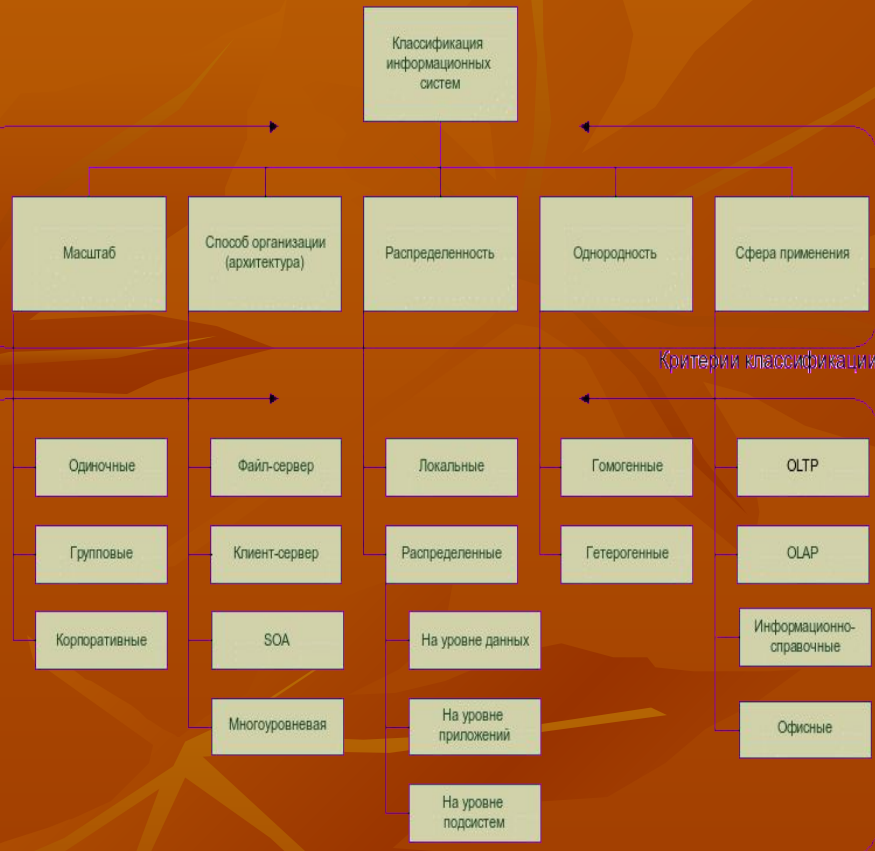 Классификация
информационных
систем
Масштаб
Способ организации
(архитектура)
Распределенность
Однородность
Сфера применения
Критерии классификации
Одиночные
Файл-сервер
Локальные
Гомогенные
OLTP
Групповые
Клиент-сервер
Распределенные
Гетерогенные
OLAP
Корпоративные
SOA
На уровне данных
Информационно-
справочные
Многоуровневая
На уровне
приложений
Офисные
На уровне
подсистем